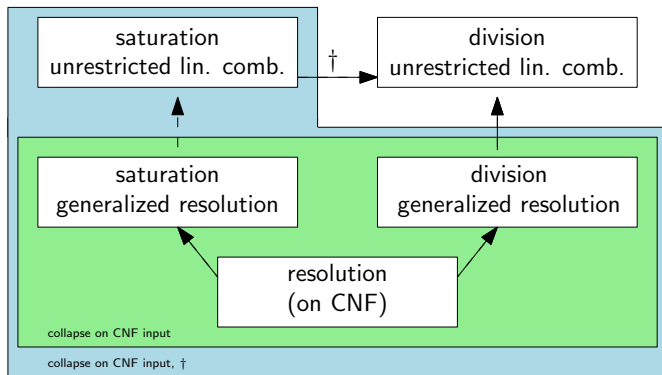 saturation
unrestricted lin. comb.
†
division
unrestricted lin. comb.
saturation
generalized resolution
division
generalized resolution
resolution
(on CNF)
collapse on CNF input
collapse on CNF input, †